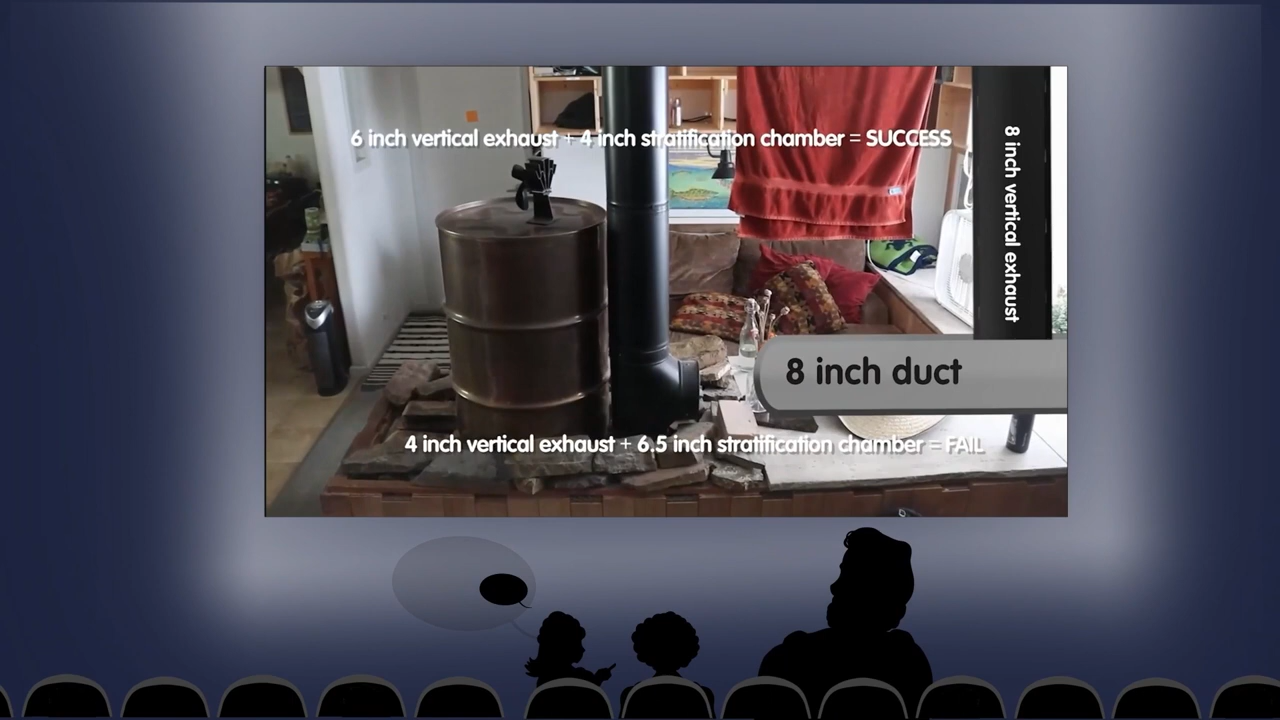 6 inch vertical exhaust + 4 inch stratification chamber = SUCCESS
8 inch vertical exhaust
8 inch duct
4 inch vertical exhaust + 6.5 inch stratification chamber = FAIL